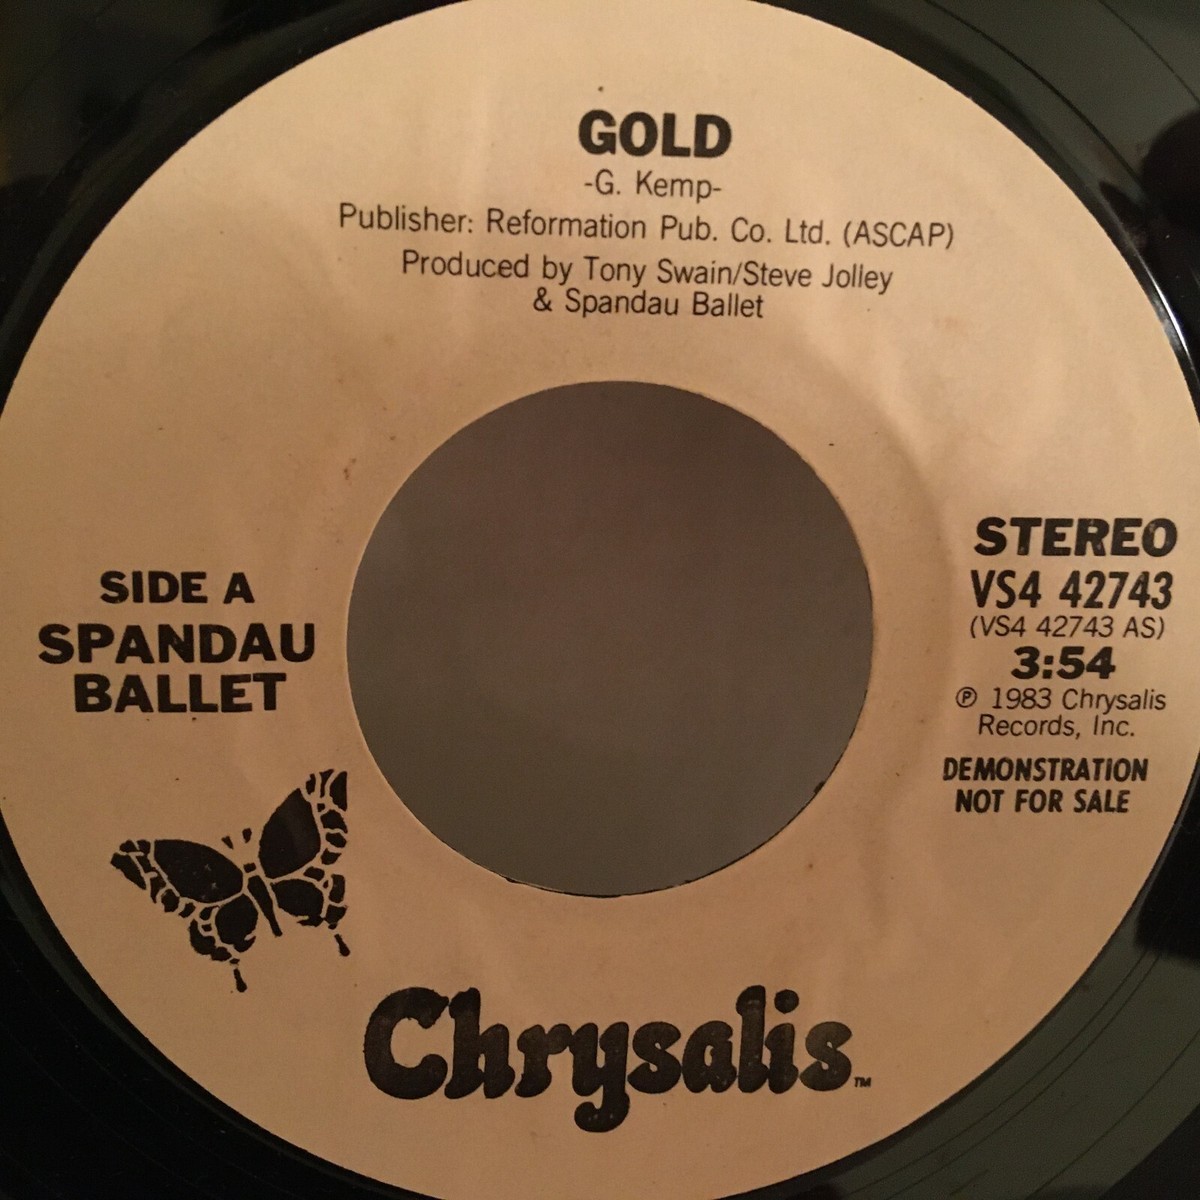 GOLD
-G. Kemp-
Publisher: Reformation Pub. Co. Ltd. (ASCAP)
Produced by Tony Swain/Steve Jolley
& Spandau Ballet
SIDE A
SPANDAU
BALLET
STEREO
VS4 42743
(VS4 42743 AS)
3:54
℗ 1983 Chrysalis
Records, Inc.
DEMONSTRATION
NOT FOR SALE
Chrysalis™